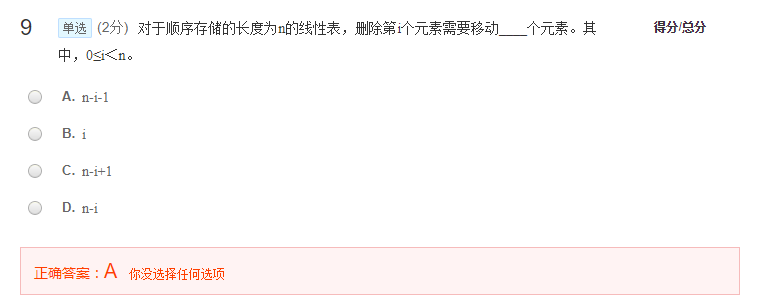 9 单选 (2分) 对于顺序存储的长度为n的线性表，删除第i个元素需要移动____个元素。其 得分/总分
中，0≤i＜n。
A. n-i-1
B. i
C. n-i+1
D. n-i
正确答案：A 你没选择任何选项